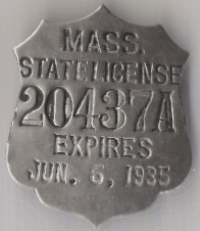 MASS.
STATE LICENSE
20437A
EXPIRES
JUN. 6, 1935